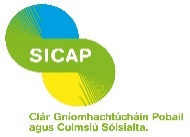 SICAP
Clár Gníomhachtúcháin Pobail
agus Cuimsiú Sóisialta.